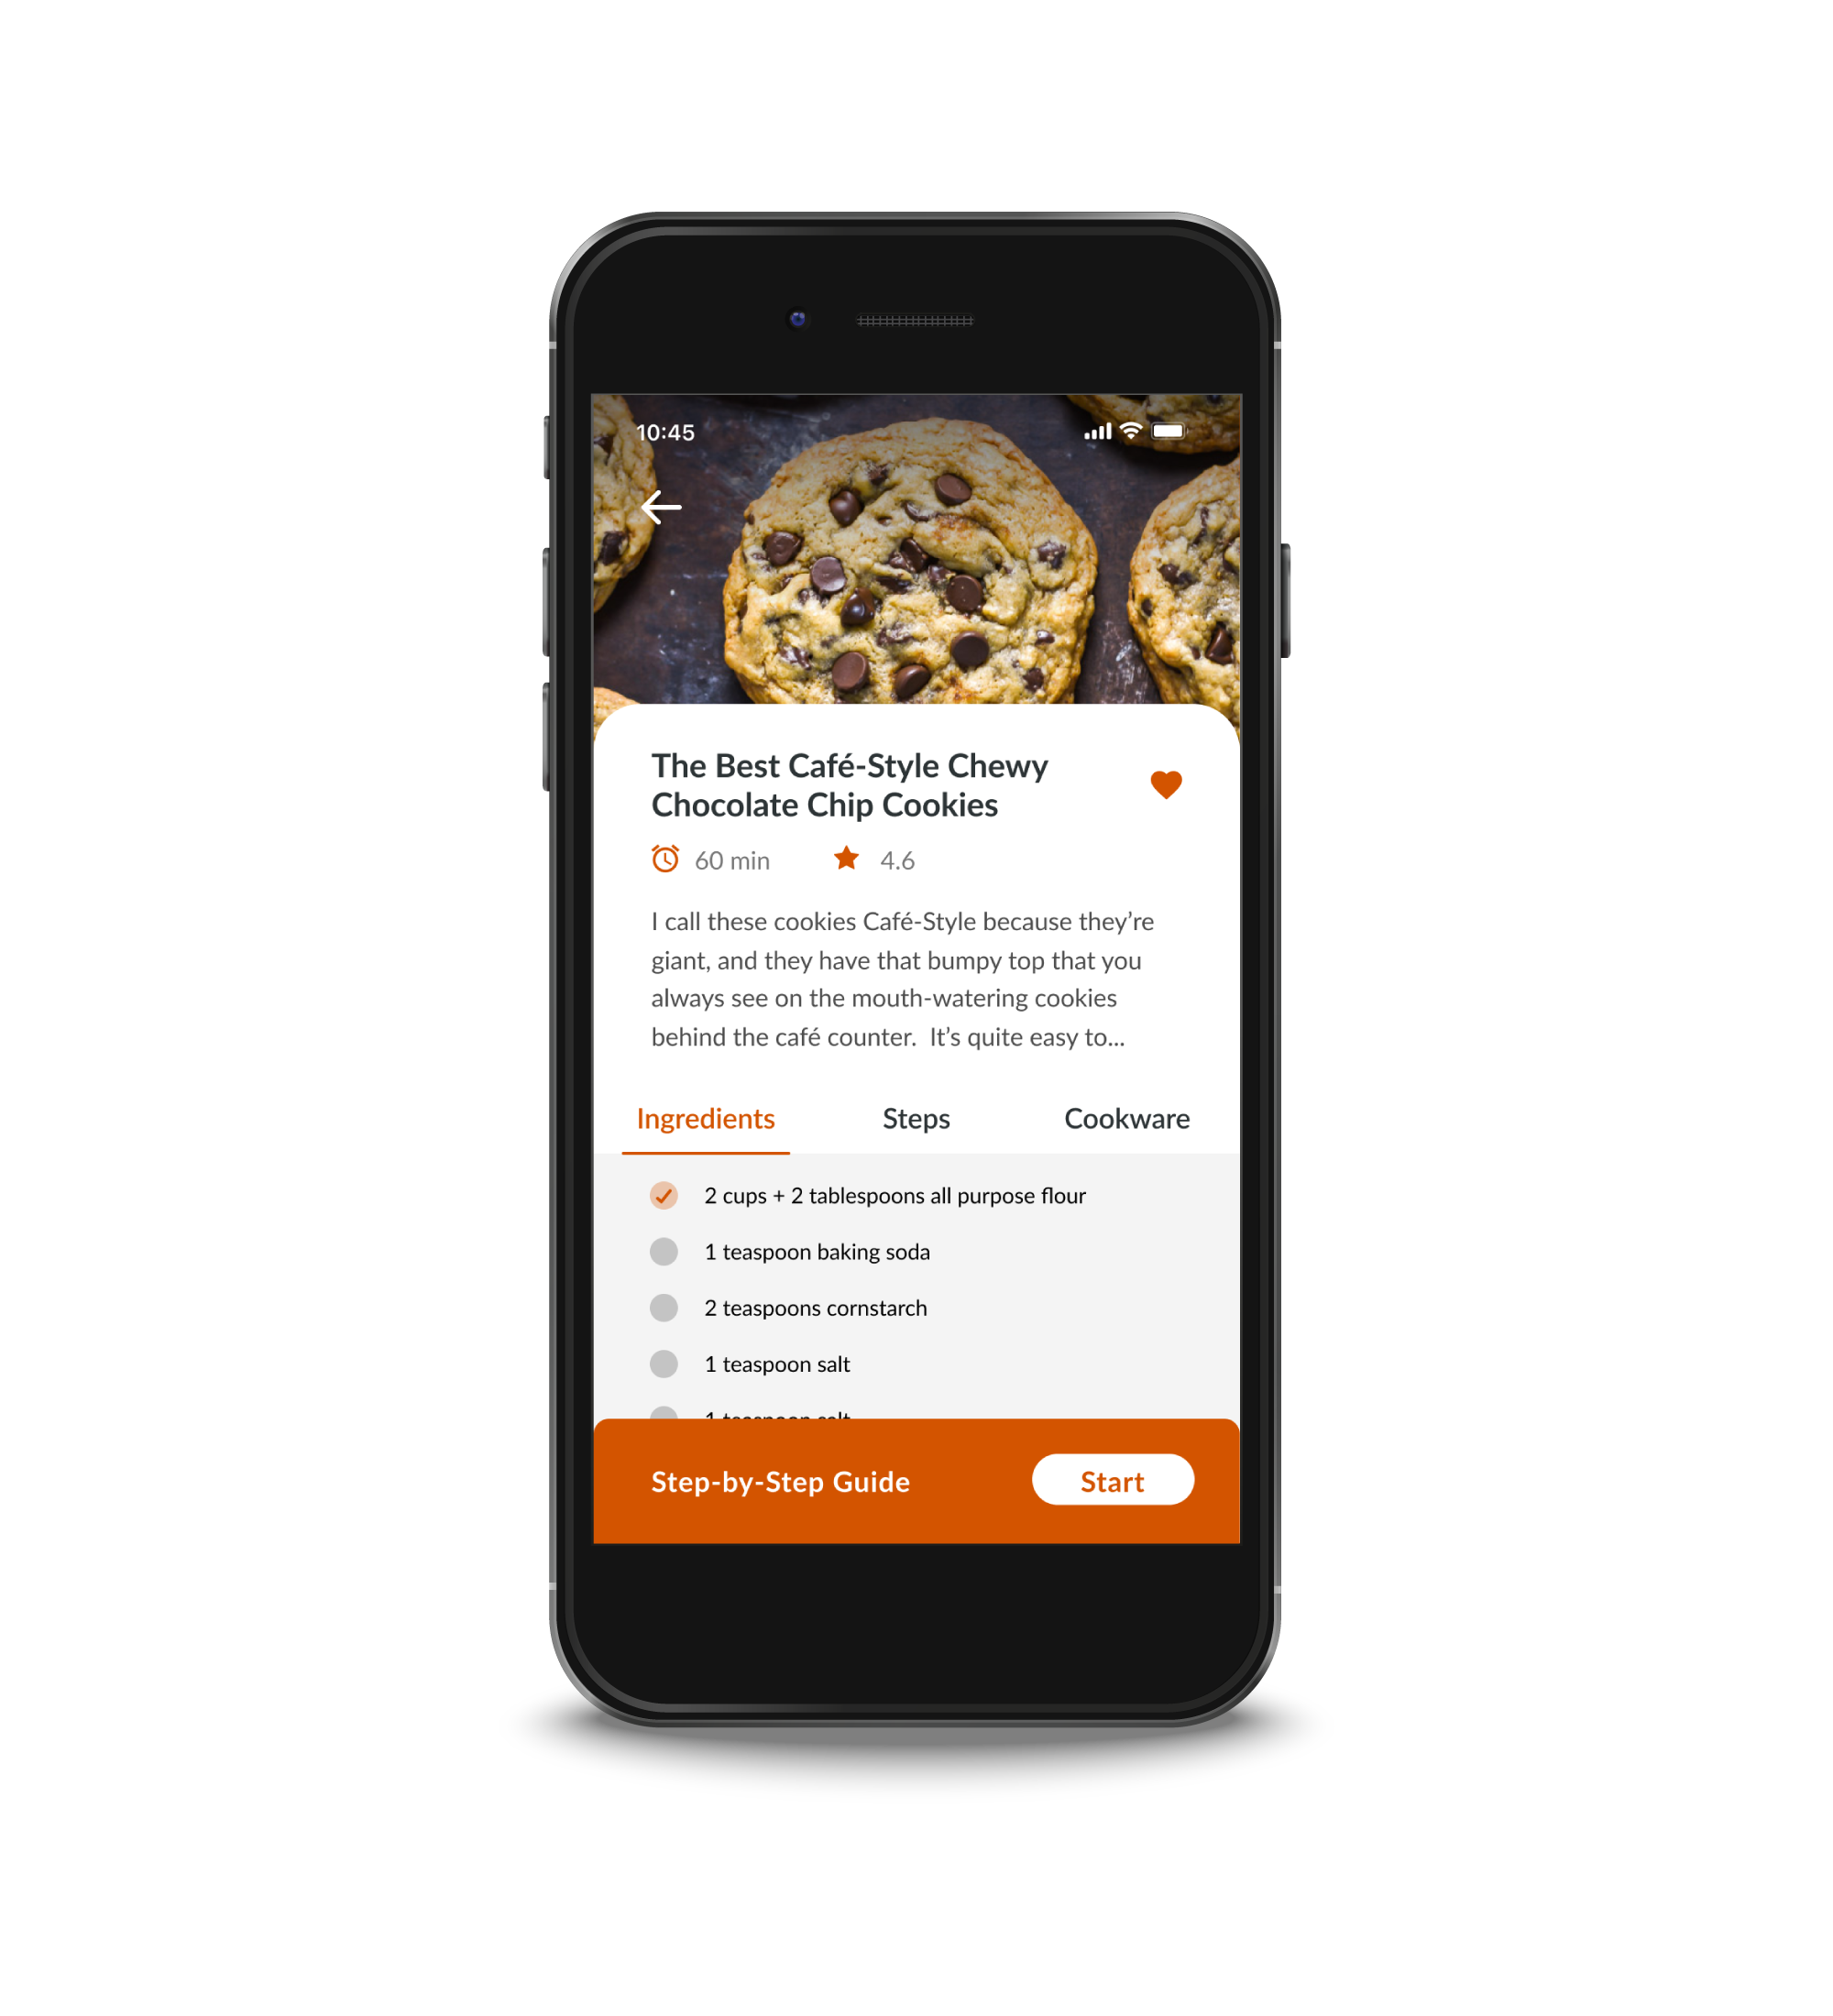 10:45
The Best Café-Style Chewy
Chocolate Chip Cookies
60 min 4.6
I call these cookies Café-Style because they’re
giant, and they have that bumpy top that you
always see on the mouth-watering cookies
behind the café counter.  It’s quite easy to...
Ingredients Steps Cookware
2 cups + 2 tablespoons all purpose flour
1 teaspoon baking soda
2 teaspoons cornstarch
1 teaspoon salt
1 teaspoon salt
Step-by-Step Guide Start